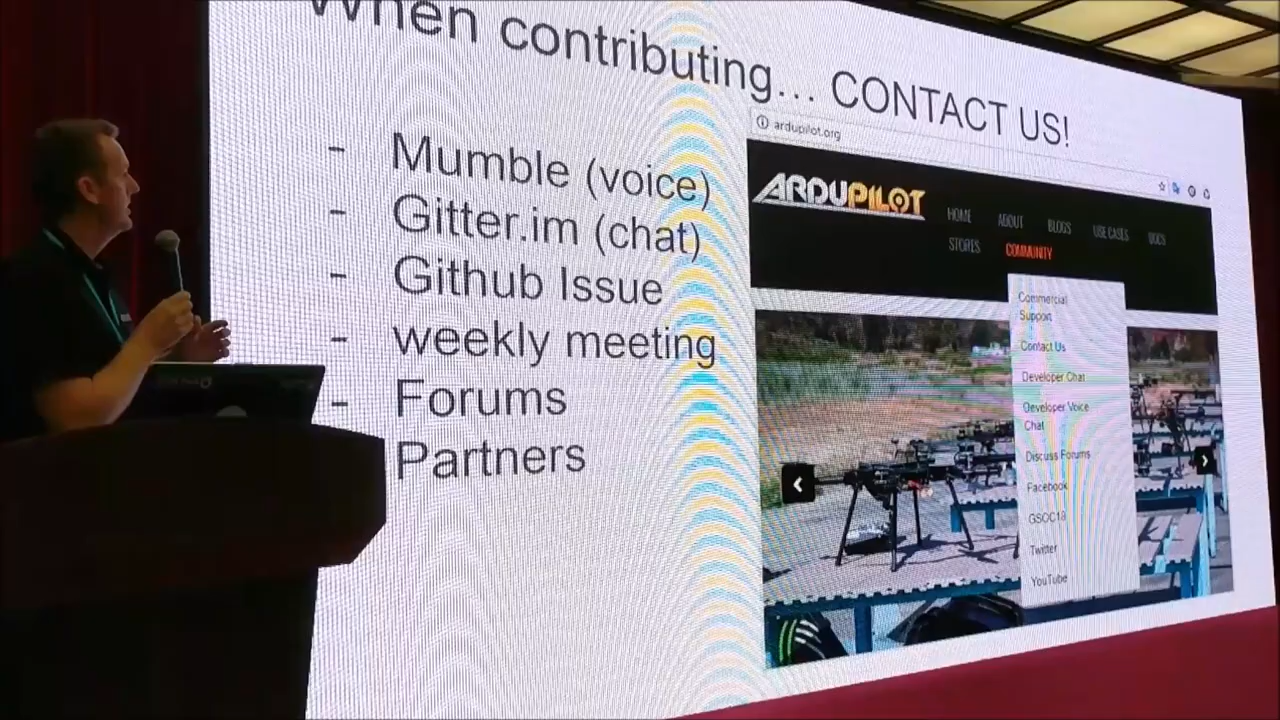 When contributing... CONTACT US!
- Mumble (voice)
- Gitter.im (chat)
- Github Issue
- weekly meeting
- Forums
Partners
ardupilot.org
ARDUPILOT
HOME ABOUT BLOGS USE CASES DOCS
STORES COMMUNITY
Commercial
Support
Contact Us
Developer Chat
Developer Voice
Chat
Discuss Forums
Facebook
GSOC18
Twitter
YouTube